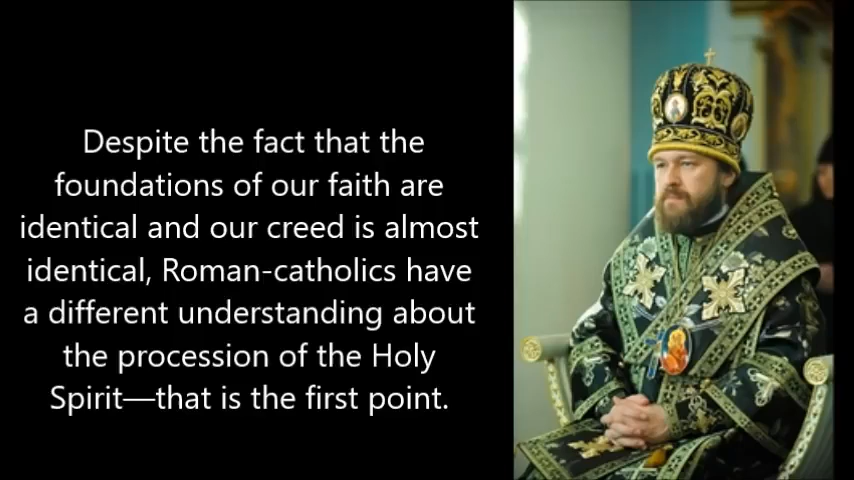 Despite the fact that the
foundations of our faith are
identical and our creed is almost
identical, Roman-catholics have
a different understanding about
the procession of the Holy
Spirit—that is the first point.